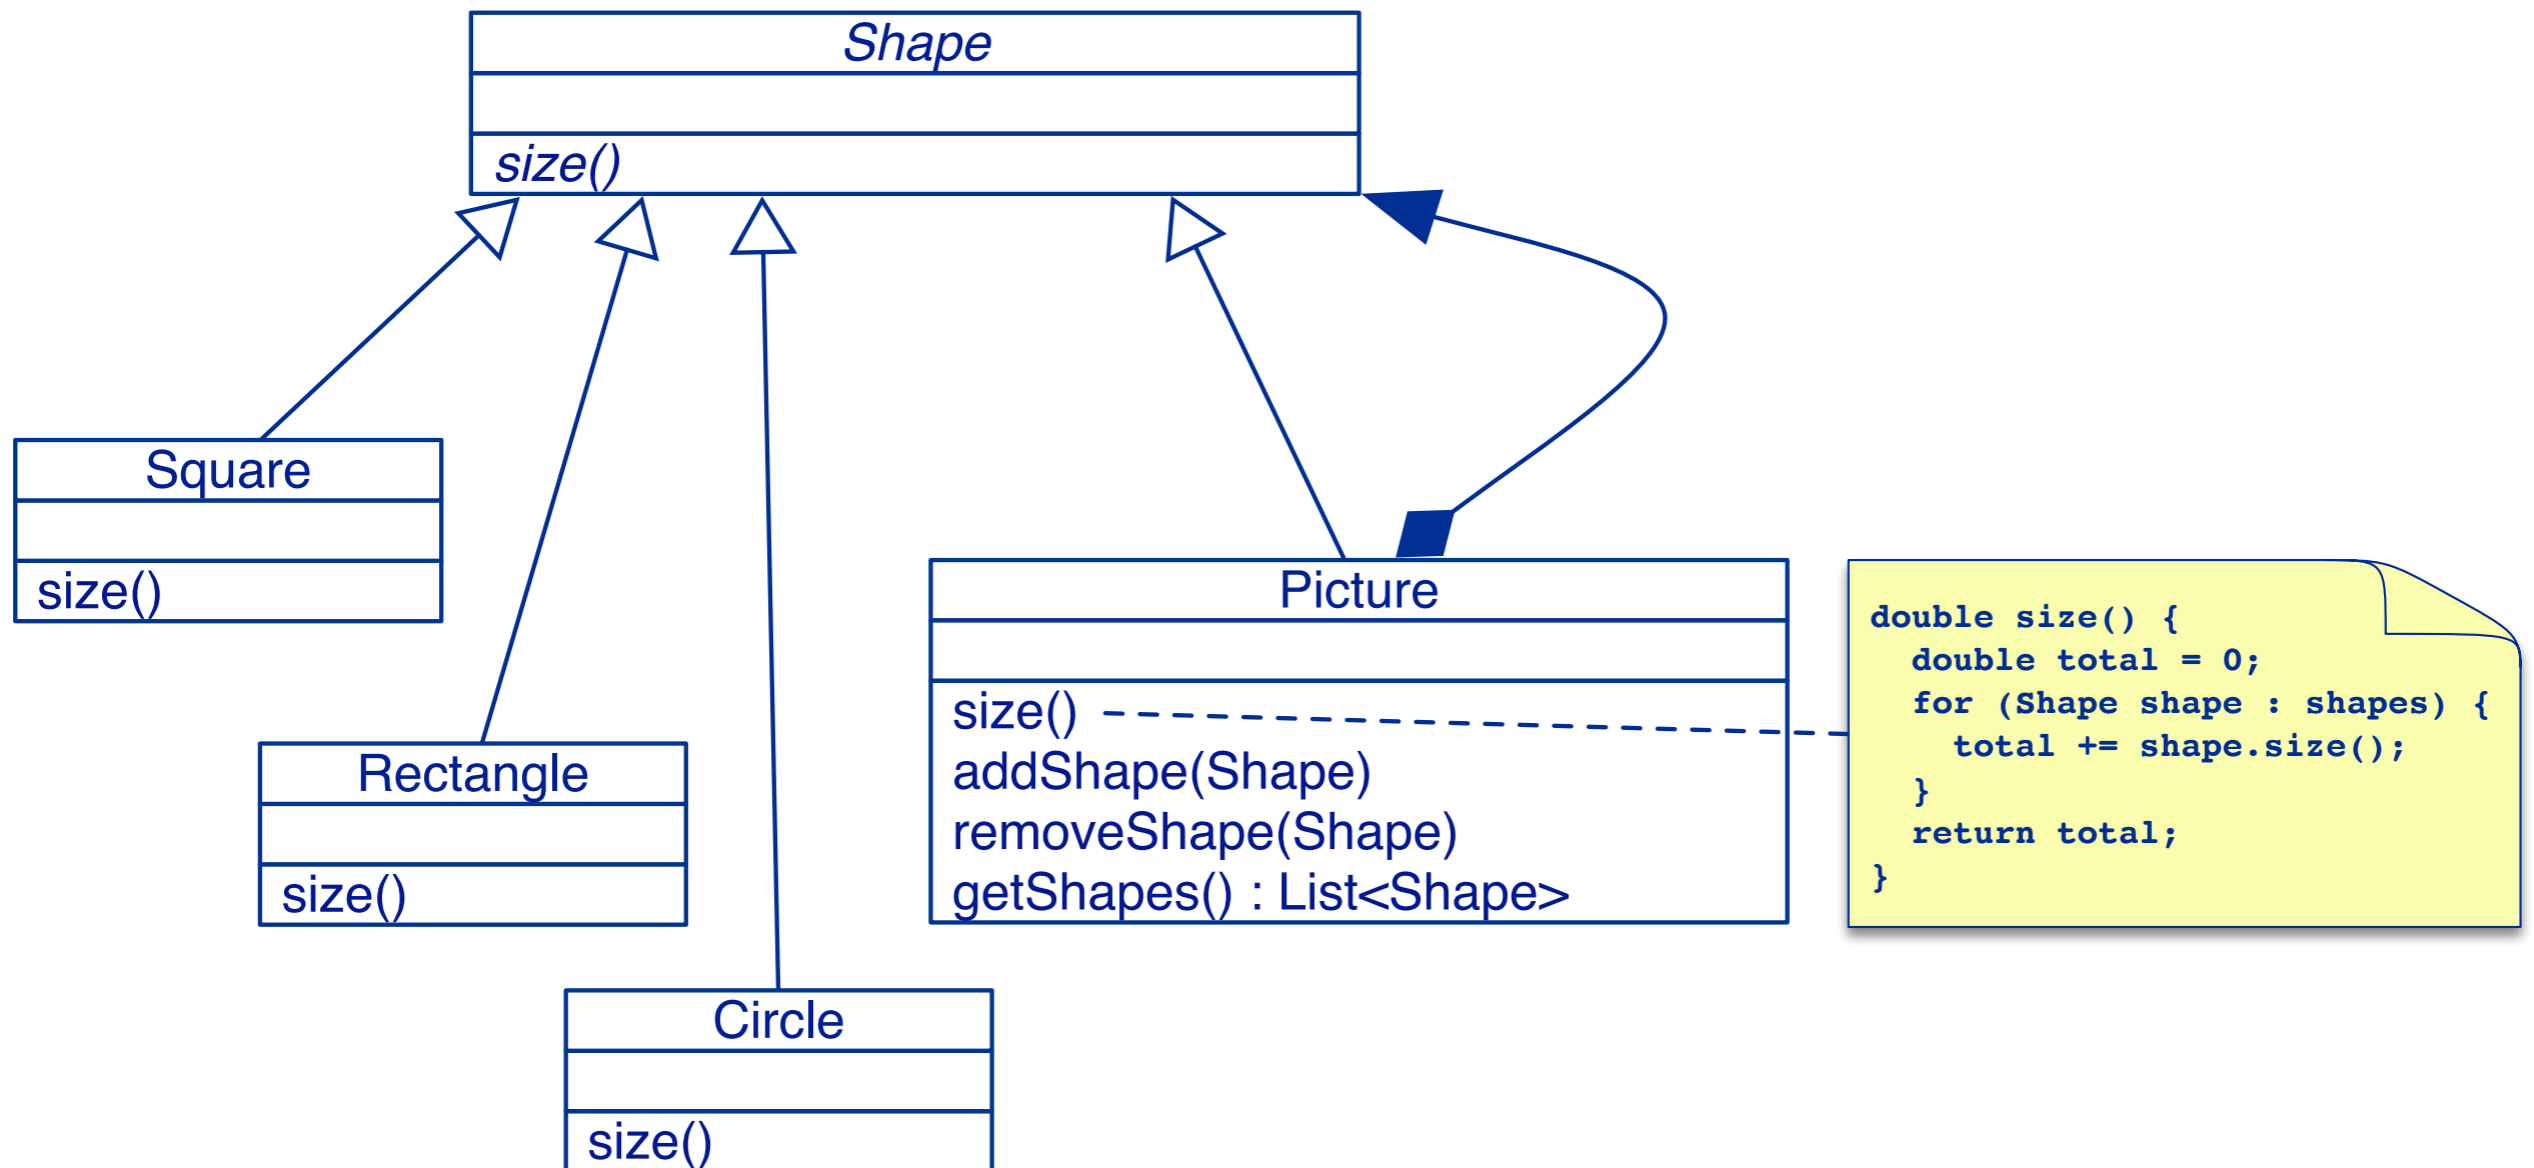 Shape
size()
Square
size()
Rectangle
size()
Circle
size()
Picture
size()
addShape(Shape)
removeShape(Shape)
getShapes() : List<Shape>
double size() {
  double total = 0;
  for (Shape shape : shapes) {
    total += shape.size();
  }
  return total;
}